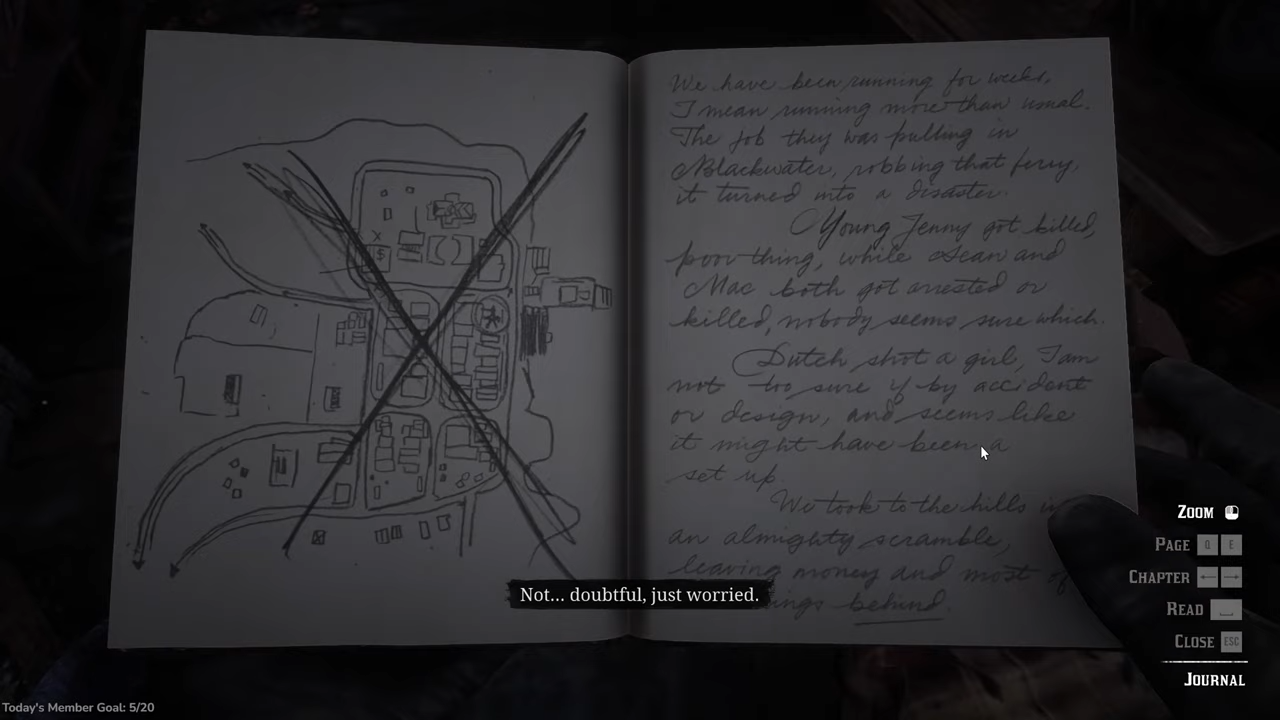 We have been running for weeks,
I mean running more than usual.
The job they was pulling in
Blackwater, robbing that ferry,
it turned into a disaster.
Young Jenny got killed,
poor thing, while Sean and
Mac both got arrested or
killed, nobody seems sure which.
Dutch shot a girl, I am
not too sure if by accident
or design, and seems like
it might have been a
set up
We took to the hills in
an almighty scramble,
leaving money and most of
behind.
$
X
Not... doubtful, just worried.
ZOOM
PAGE Q E
CHAPTER ← →
READ
CLOSE ESC
JOURNAL
Today's Member Goal: 5/20